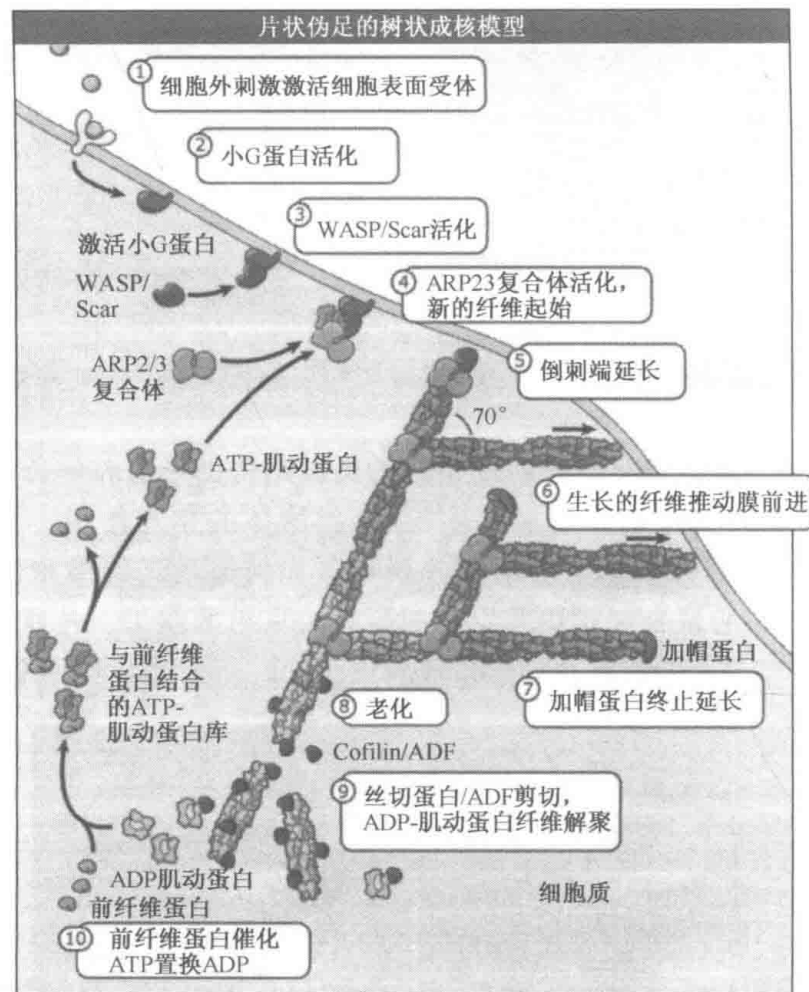 片状伪足的树状成核模型
① 细胞外刺激激活细胞表面受体
② 小G蛋白活化
③ WASP/Scar活化
激活小G蛋白
WASP/
Scar
④ ARP23复合体活化,
新的纤维起始
ARP2/3
复合体
⑤ 倒刺端延长
70°
ATP-肌动蛋白
⑥ 生长的纤维推动膜前进
与前纤维
蛋白结合
的ATP-
肌动蛋白库
加帽蛋白
⑦ 加帽蛋白终止延长
⑧ 老化
Cofilin/ADF
⑨ 丝切蛋白/ADF剪切,
ADP-肌动蛋白纤维解聚
ADP肌动蛋白
前纤维蛋白
细胞质
⑩ 前纤维蛋白催化
ATP置换ADP